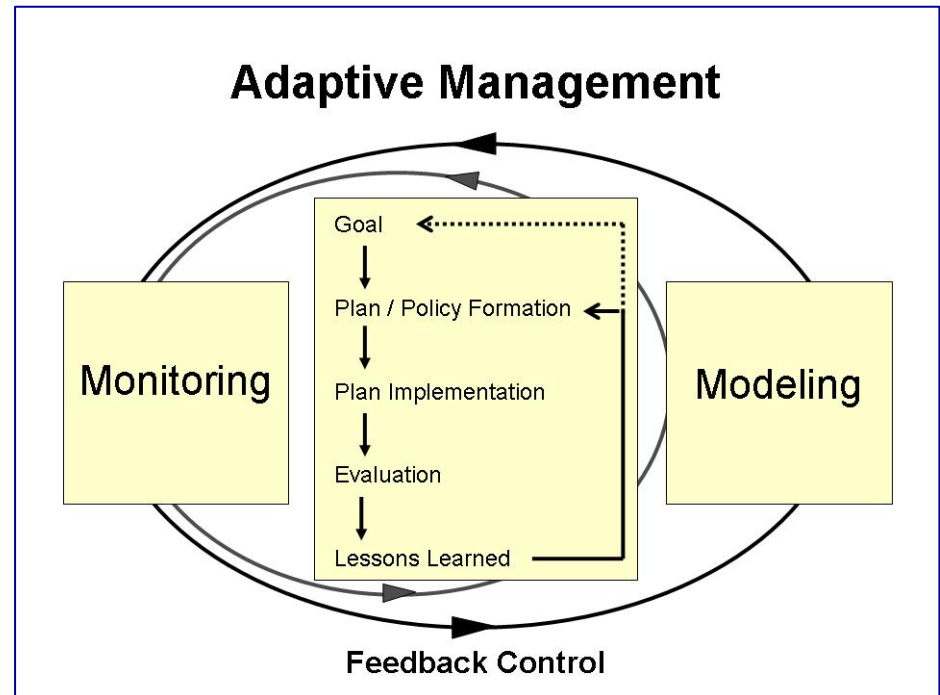 Adaptive Management
Monitoring
Goal
Plan / Policy Formation
Plan Implementation
Evaluation
Lessons Learned
Modeling
Feedback Control